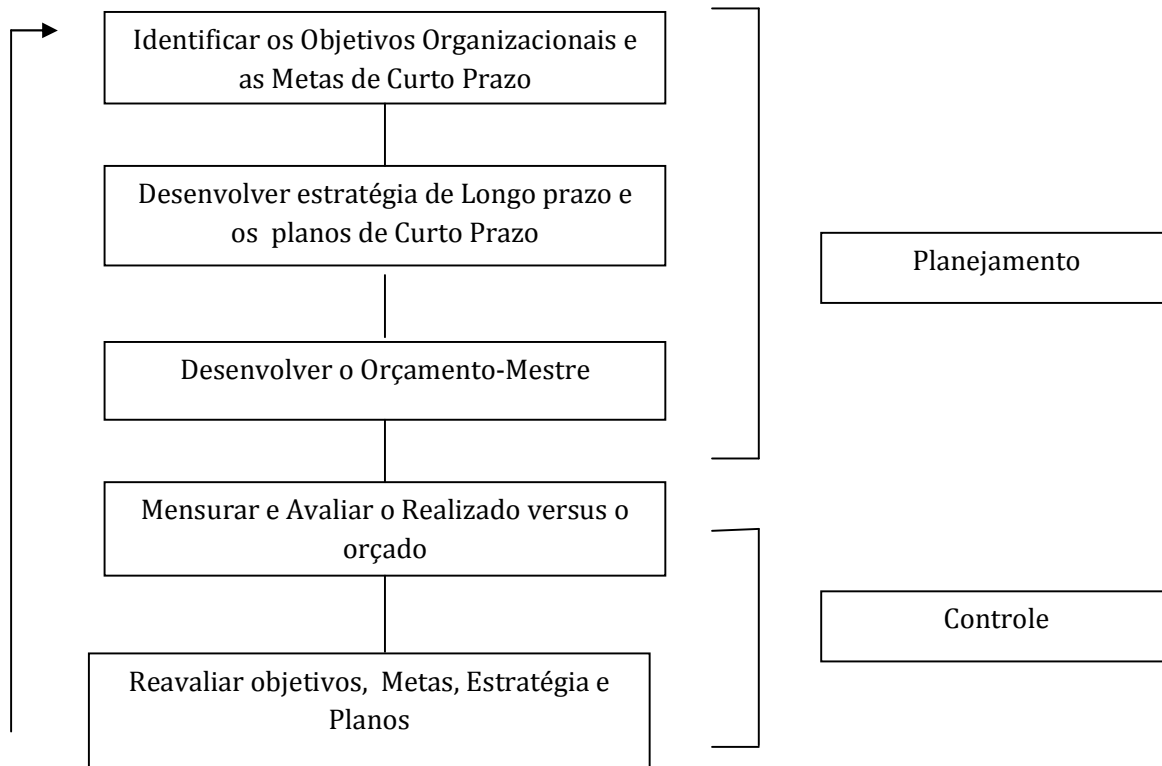 Identificar os Objetivos Organizacionais e
as Metas de Curto Prazo
Desenvolver estratégia de Longo prazo e
os planos de Curto Prazo
Planejamento
Desenvolver o Orçamento-Mestre
Mensurar e Avaliar o Realizado versus o
orçado
Controle
Reavaliar objetivos, Metas, Estratégia e
Planos